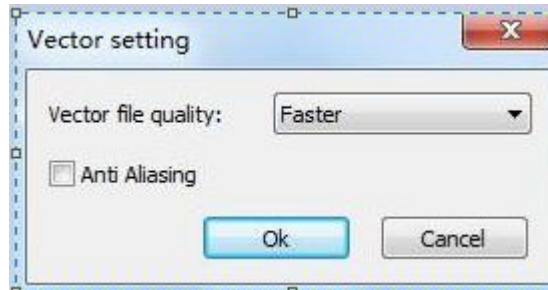 Vector setting
Vector file quality: Faster
Anti Aliasing
Ok Cancel